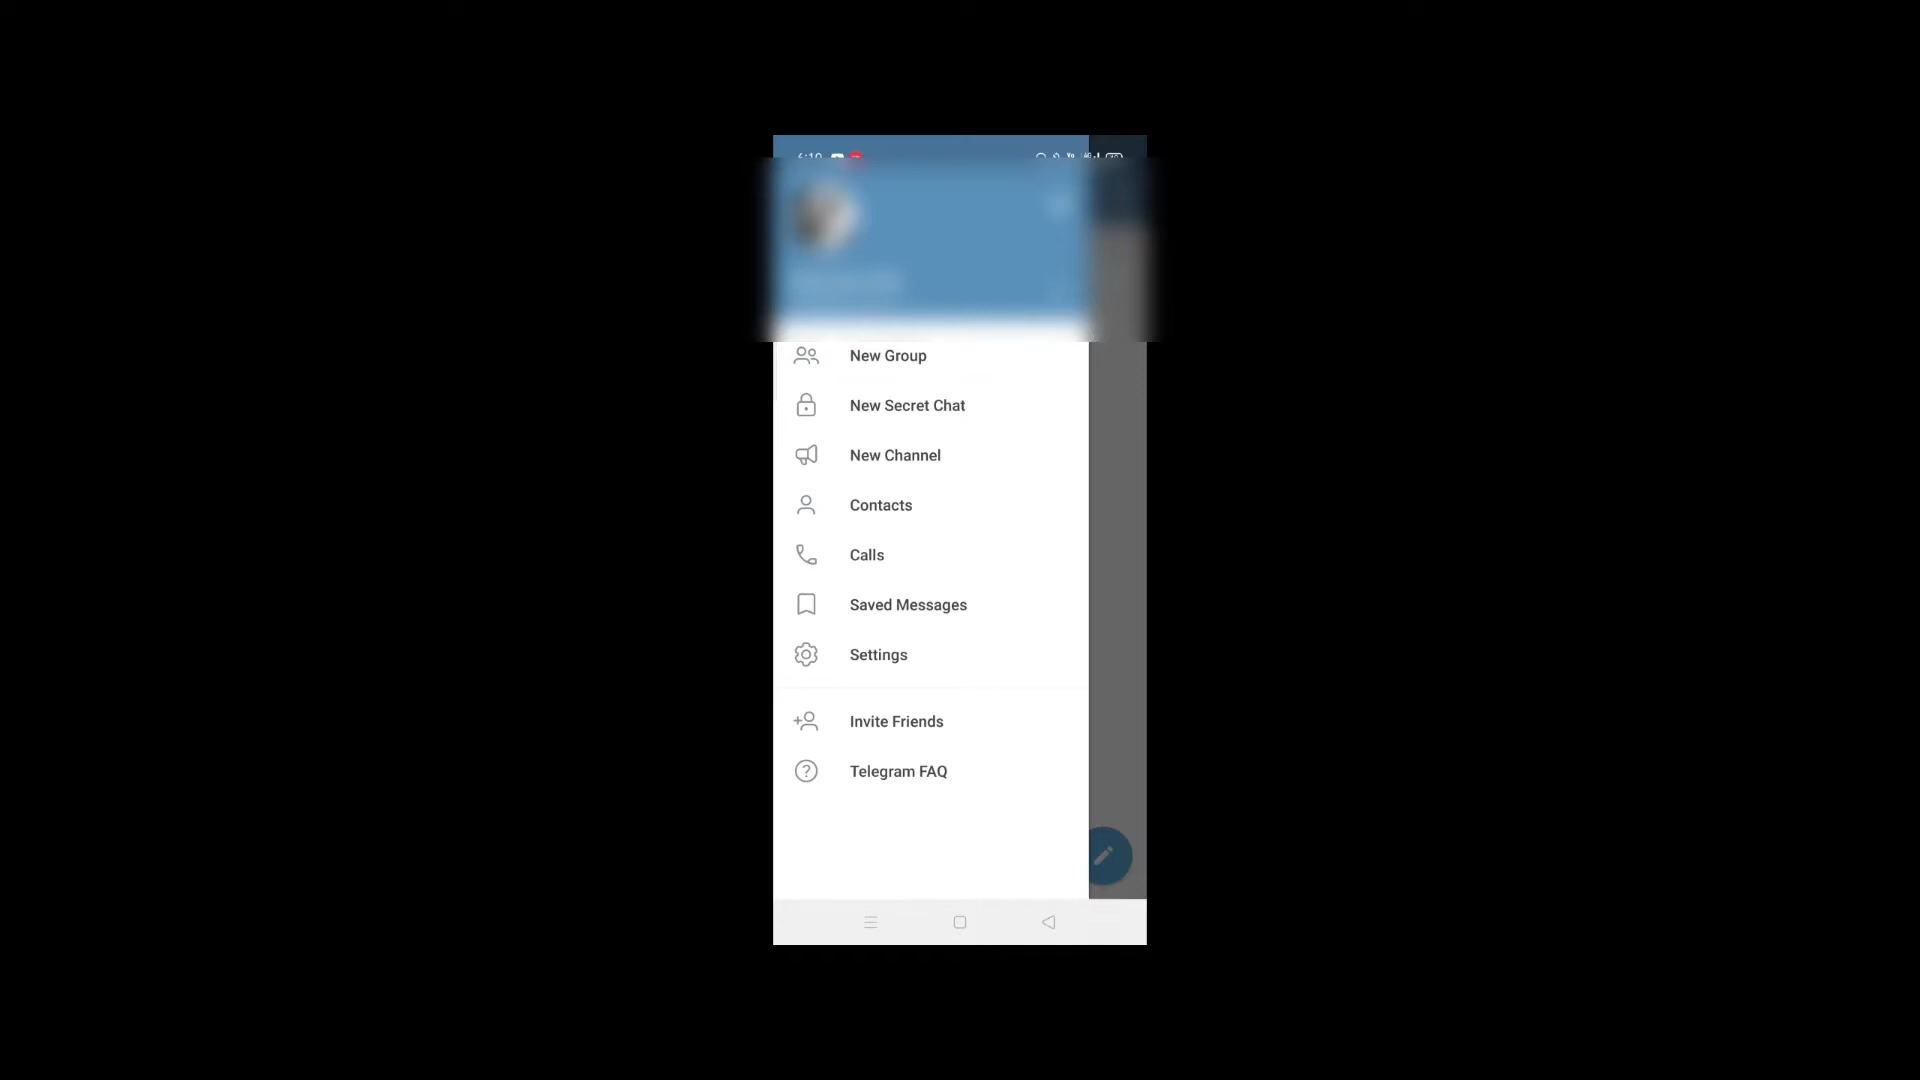 New Group
New Secret Chat
New Channel
Contacts
Calls
Saved Messages
Settings
Invite Friends
Telegram FAQ